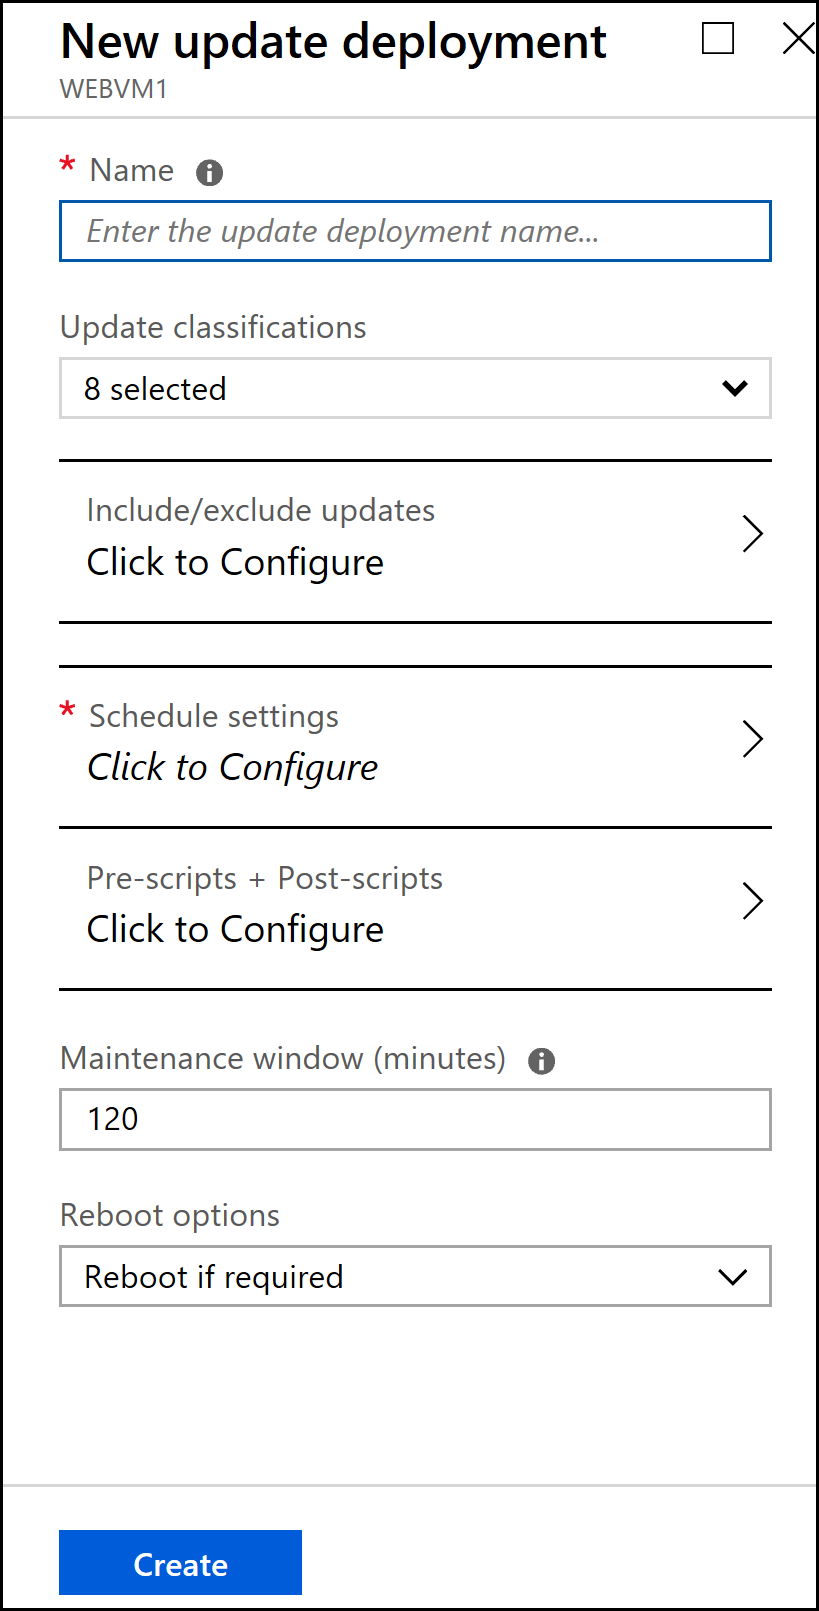 New update deployment
WEBVM1
* Name
Enter the update deployment name...
Update classifications
8 selected
Include/exclude updates
Click to Configure
* Schedule settings
Click to Configure
Pre-scripts + Post-scripts
Click to Configure
Maintenance window (minutes)
120
Reboot options
Reboot if required
Create